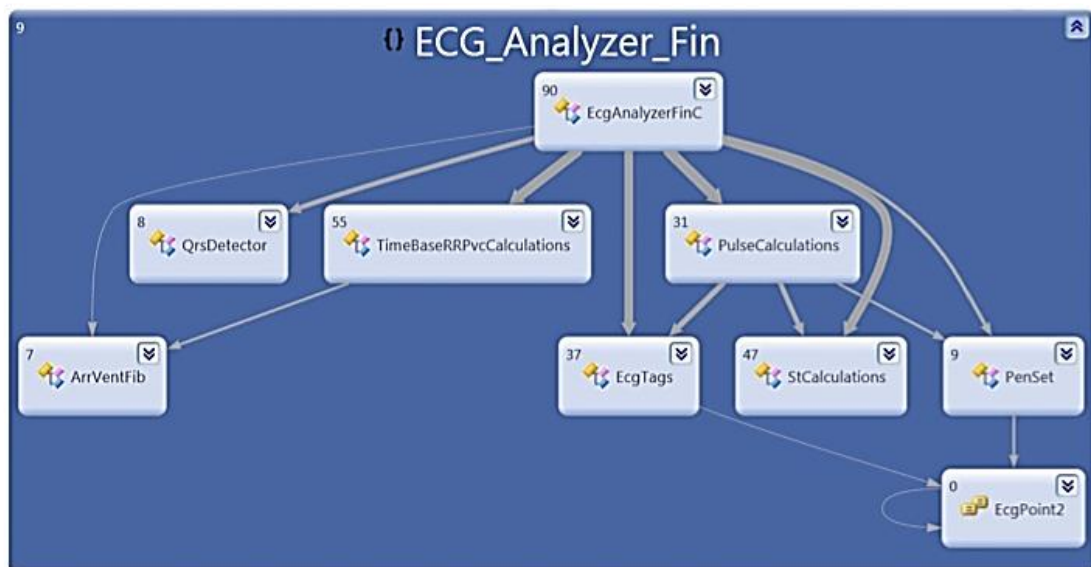 9
{} ECG_Analyzer_Fin
90
EcgAnalyzerFinC
8
QrsDetector
55
TimeBaseRRPvcCalculations
31
PulseCalculations
7
ArrVentFib
37
EcgTags
47
StCalculations
9
PenSet
0
EcgPoint2